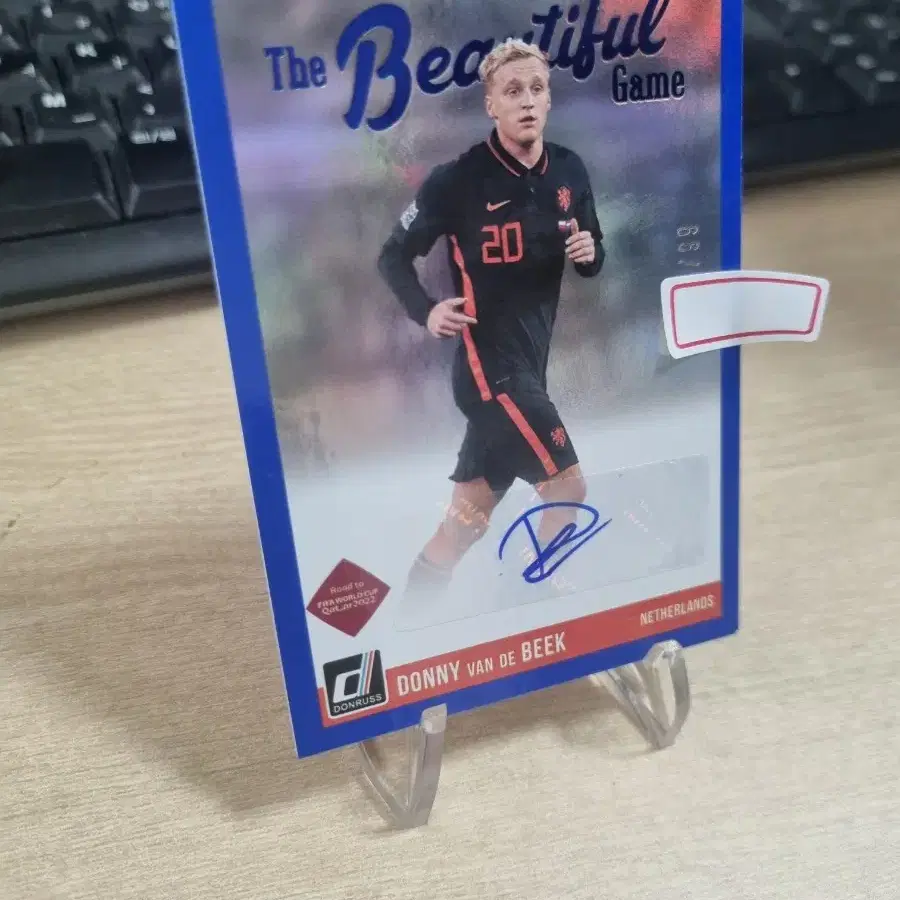 The Beautiful
Game
20
Road to
FIFA WORLD CUP
Qatar2022
NETHERLANDS
DONNY VAN DE BEEK
DONRUSS